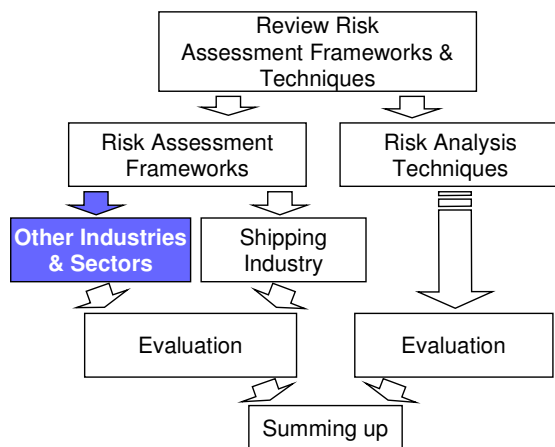 Review Risk
Assessment Frameworks &
Techniques
Risk Assessment
Frameworks
Risk Analysis
Techniques
Other Industries
& Sectors
Shipping
Industry
Evaluation
Evaluation
Summing up